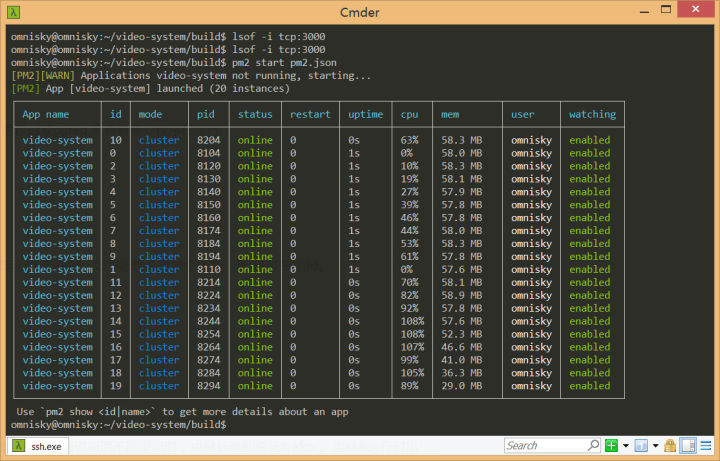 Cmder
omnisky@omnisky:~/video-system/build$ lsof -i tcp:3000
omnisky@omnisky:~/video-system/build$ lsof -i tcp:3000
omnisky@omnisky:~/video-system/build$ pm2 start pm2.json
[PM2][WARN] Applications video-system not running, starting...
[PM2] App [video-system] launched (20 instances)
App name id mode pid status restart uptime cpu mem user watching
video-system 10 cluster 8204 online 0 0s 63% 58.3 MB omnisky enabled
video-system 0 cluster 8104 online 0 1s 0% 58.0 MB omnisky enabled
video-system 2 cluster 8120 online 0 1s 10% 58.3 MB omnisky enabled
video-system 3 cluster 8130 online 0 1s 19% 58.1 MB omnisky enabled
video-system 4 cluster 8140 online 0 1s 27% 57.9 MB omnisky enabled
video-system 5 cluster 8150 online 0 1s 39% 57.8 MB omnisky enabled
video-system 6 cluster 8160 online 0 1s 46% 57.8 MB omnisky enabled
video-system 7 cluster 8174 online 0 1s 44% 58.0 MB omnisky enabled
video-system 8 cluster 8184 online 0 1s 53% 58.3 MB omnisky enabled
video-system 9 cluster 8194 online 0 1s 61% 57.8 MB omnisky enabled
video-system 1 cluster 8110 online 0 1s 0% 57.6 MB omnisky enabled
video-system 11 cluster 8214 online 0 0s 70% 58.1 MB omnisky enabled
video-system 12 cluster 8224 online 0 0s 82% 58.9 MB omnisky enabled
video-system 13 cluster 8234 online 0 0s 92% 57.8 MB omnisky enabled
video-system 14 cluster 8244 online 0 0s 108% 57.6 MB omnisky enabled
video-system 15 cluster 8254 online 0 0s 108% 52.3 MB omnisky enabled
video-system 16 cluster 8264 online 0 0s 107% 46.6 MB omnisky enabled
video-system 17 cluster 8274 online 0 0s 99% 41.0 MB omnisky enabled
video-system 18 cluster 8284 online 0 0s 105% 36.3 MB omnisky enabled
video-system 19 cluster 8294 online 0 0s 89% 29.0 MB omnisky enabled
Use `pm2 show <id|name>` to get more details about an app
omnisky@omnisky:~/video-system/build$
λ ssh.exe Search